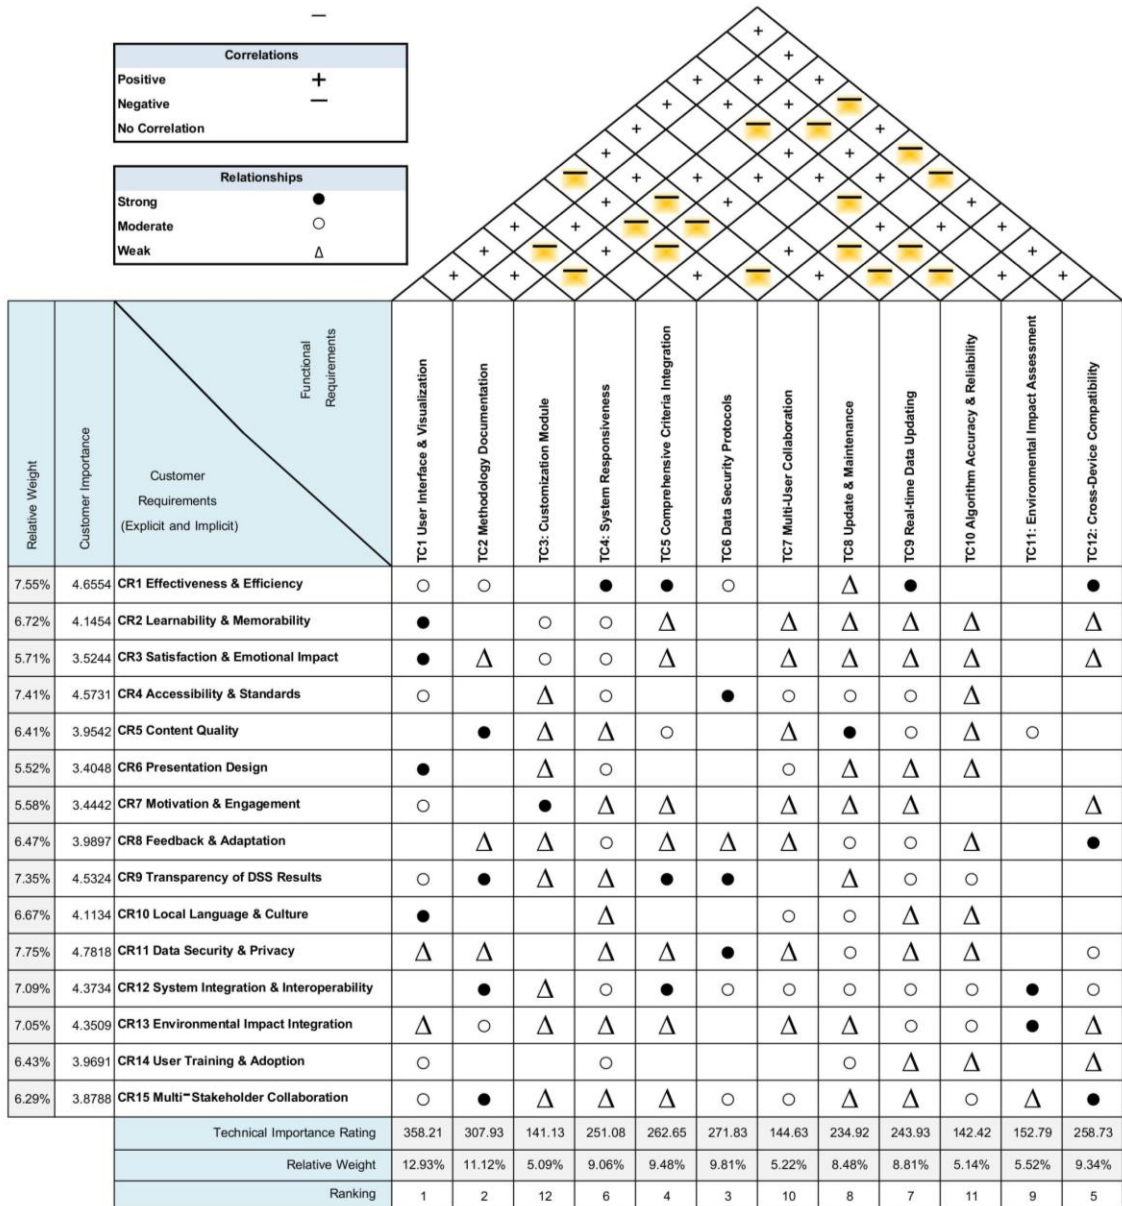 —
Correlations
Positive +
Negative —
No Correlation
Relationships
Strong ●
Moderate ○
Weak Δ
Relative Weight
Customer Importance
Functional
Requirements
Customer
Requirements
(Explicit and Implicit)
TC1 User Interface & Visualization
TC2 Methodology Documentation
TC3: Customization Module
TC4: System Responsiveness
TC5 Comprehensive Criteria Integration
TC6 Data Security Protocols
TC7 Multi-User Collaboration
TC8 Update & Maintenance
TC9 Real-time Data Updating
TC10 Algorithm Accuracy & Reliability
TC11: Environmental Impact Assessment
TC12: Cross-Device Compatibility
7.55% 4.6554 CR1 Effectiveness & Efficiency ○ ○ ● ● ○ Δ ● ●
6.72% 4.1454 CR2 Learnability & Memorability ● ○ ○ Δ Δ Δ Δ Δ Δ
5.71% 3.5244 CR3 Satisfaction & Emotional Impact ● Δ ○ ○ Δ Δ Δ Δ Δ Δ
7.41% 4.5731 CR4 Accessibility & Standards ○ Δ ○ ● ○ ○ ○ Δ
6.41% 3.9542 CR5 Content Quality ● Δ Δ ○ Δ ● ○ Δ ○
5.52% 3.4048 CR6 Presentation Design ● Δ ○ ○ Δ Δ Δ
5.58% 3.4442 CR7 Motivation & Engagement ○ ● Δ Δ Δ Δ Δ Δ
6.47% 3.9897 CR8 Feedback & Adaptation Δ Δ ○ Δ Δ Δ ○ ○ Δ ●
7.35% 4.5324 CR9 Transparency of DSS Results ○ ● Δ Δ ● ● Δ ○ ○
6.67% 4.1134 CR10 Local Language & Culture ● Δ ○ ○ Δ Δ
7.75% 4.7818 CR11 Data Security & Privacy Δ Δ Δ Δ ● Δ ○ Δ Δ ○
7.09% 4.3734 CR12 System Integration & Interoperability ● Δ ○ ● ○ ○ ○ ○ ○ ● ○
7.05% 4.3509 CR13 Environmental Impact Integration Δ ○ Δ Δ Δ Δ Δ ○ ○ ● Δ
6.43% 3.9691 CR14 User Training & Adoption ○ ○ ○ Δ Δ Δ
6.29% 3.8788 CR15 Multi-Stakeholder Collaboration ○ ● Δ Δ Δ ○ ○ Δ Δ ○ Δ ●
Technical Importance Rating 358.21 307.93 141.13 251.08 262.65 271.83 144.63 234.92 243.93 142.42 152.79 258.73
Relative Weight 12.93% 11.12% 5.09% 9.06% 9.48% 9.81% 5.22% 8.48% 8.81% 5.14% 5.52% 9.34%
Ranking 1 2 12 6 4 3 10 8 7 11 9 5